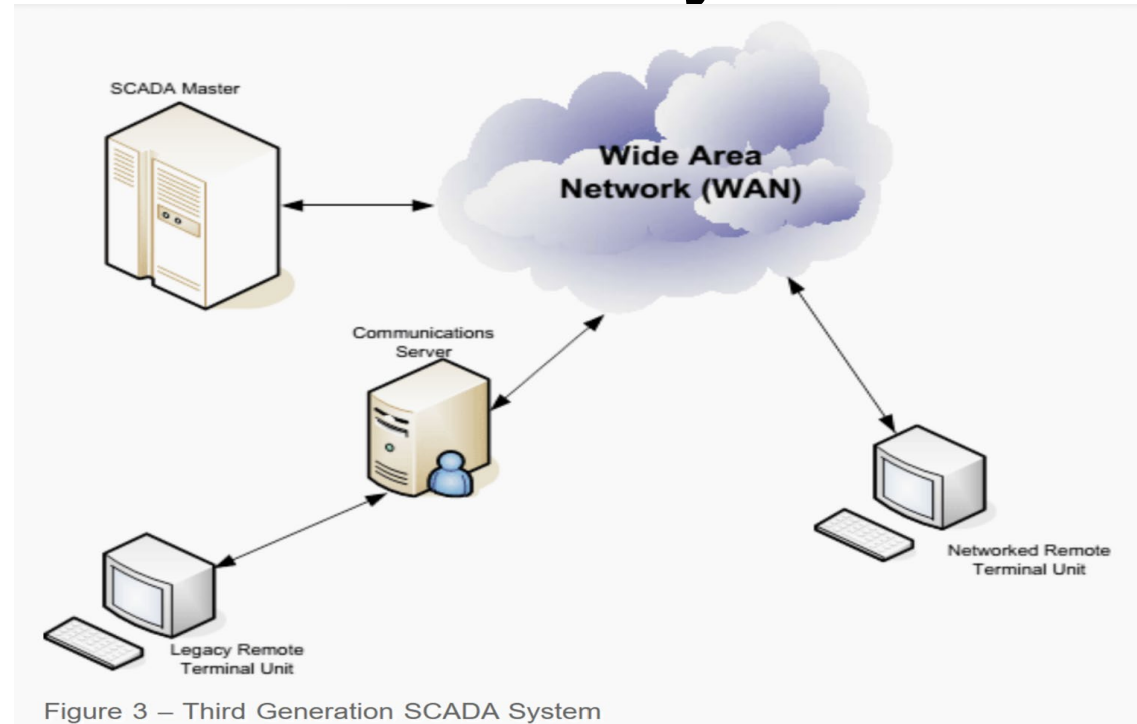 SCADA Master
Wide Area
Network (WAN)
Communications
Server
Networked Remote
Terminal Unit
Legacy Remote
Terminal Unit
Figure 3 – Third Generation SCADA System